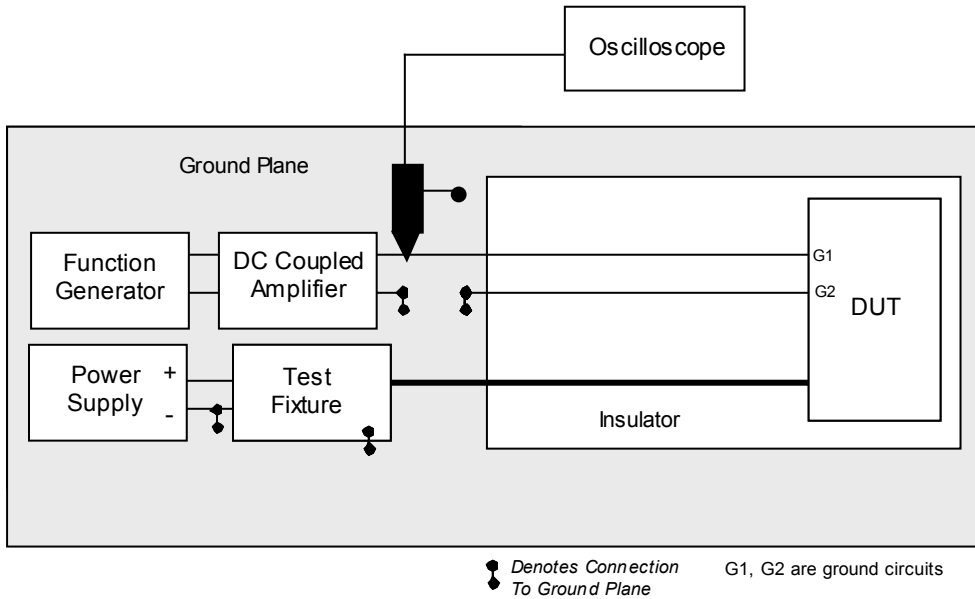 Oscilloscope
Ground Plane
Function
Generator
DC Coupled
Amplifier
G1
G2
DUT
Power
Supply
+
-
Test
Fixture
Insulator
Denotes Connection
To Ground Plane
G1, G2 are ground circuits